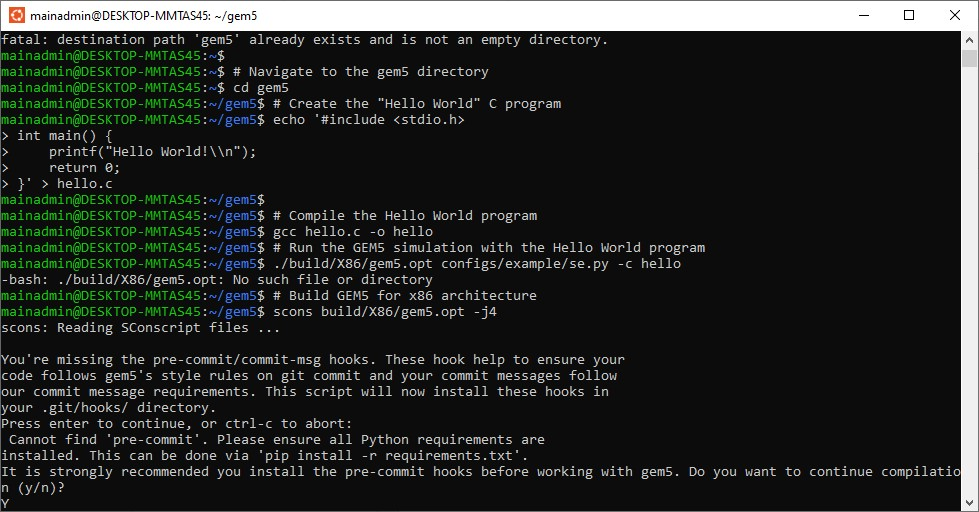 mainadmin@DESKTOP-MMTAS45: ~/gem5
fatal: destination path 'gem5' already exists and is not an empty directory.
mainadmin@DESKTOP-MMTAS45:~$
mainadmin@DESKTOP-MMTAS45:~$ # Navigate to the gem5 directory
mainadmin@DESKTOP-MMTAS45:~$ cd gem5
mainadmin@DESKTOP-MMTAS45:~/gem5$ # Create the "Hello World" C program
mainadmin@DESKTOP-MMTAS45:~/gem5$ echo '#include <stdio.h>
> int main() {
>     printf("Hello World!\\n");
>     return 0;
> }' > hello.c
mainadmin@DESKTOP-MMTAS45:~/gem5$
mainadmin@DESKTOP-MMTAS45:~/gem5$ # Compile the Hello World program
mainadmin@DESKTOP-MMTAS45:~/gem5$ gcc hello.c -o hello
mainadmin@DESKTOP-MMTAS45:~/gem5$ # Run the GEM5 simulation with the Hello World program
mainadmin@DESKTOP-MMTAS45:~/gem5$ ./build/X86/gem5.opt configs/example/se.py -c hello
-bash: ./build/X86/gem5.opt: No such file or directory
mainadmin@DESKTOP-MMTAS45:~/gem5$ # Build GEM5 for x86 architecture
mainadmin@DESKTOP-MMTAS45:~/gem5$ scons build/X86/gem5.opt -j4
scons: Reading SConscript files ...

You're missing the pre-commit/commit-msg hooks. These hook help to ensure your
code follows gem5's style rules on git commit and your commit messages follow
our commit message requirements. This script will now install these hooks in
your .git/hooks/ directory.
Press enter to continue, or ctrl-c to abort:
 Cannot find 'pre-commit'. Please ensure all Python requirements are
installed. This can be done via 'pip install -r requirements.txt'.
It is strongly recommended you install the pre-commit hooks before working with gem5. Do you want to continue compilatio
n (y/n)?
Y